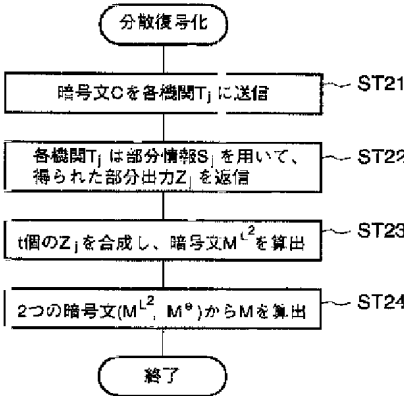 分散復号化
暗号文Cを各機関Tjに送信
ST21
各機関Tjは部分情報Sjを用いて、
得られた部分出力Zjを返信
ST22
t個のZjを合成し、暗号文M^L^2を算出
ST23
2つの暗号文(M^L^2, M^e)からMを算出
ST24
終了